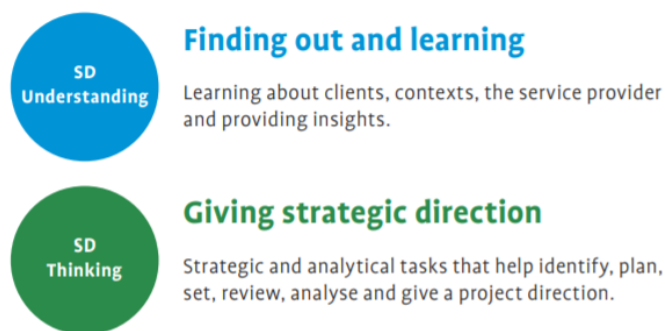 SD
Understanding
Finding out and learning
Learning about clients, contexts, the service provider
and providing insights.
SD
Thinking
Giving strategic direction
Strategic and analytical tasks that help identify, plan,
set, review, analyse and give a project direction.